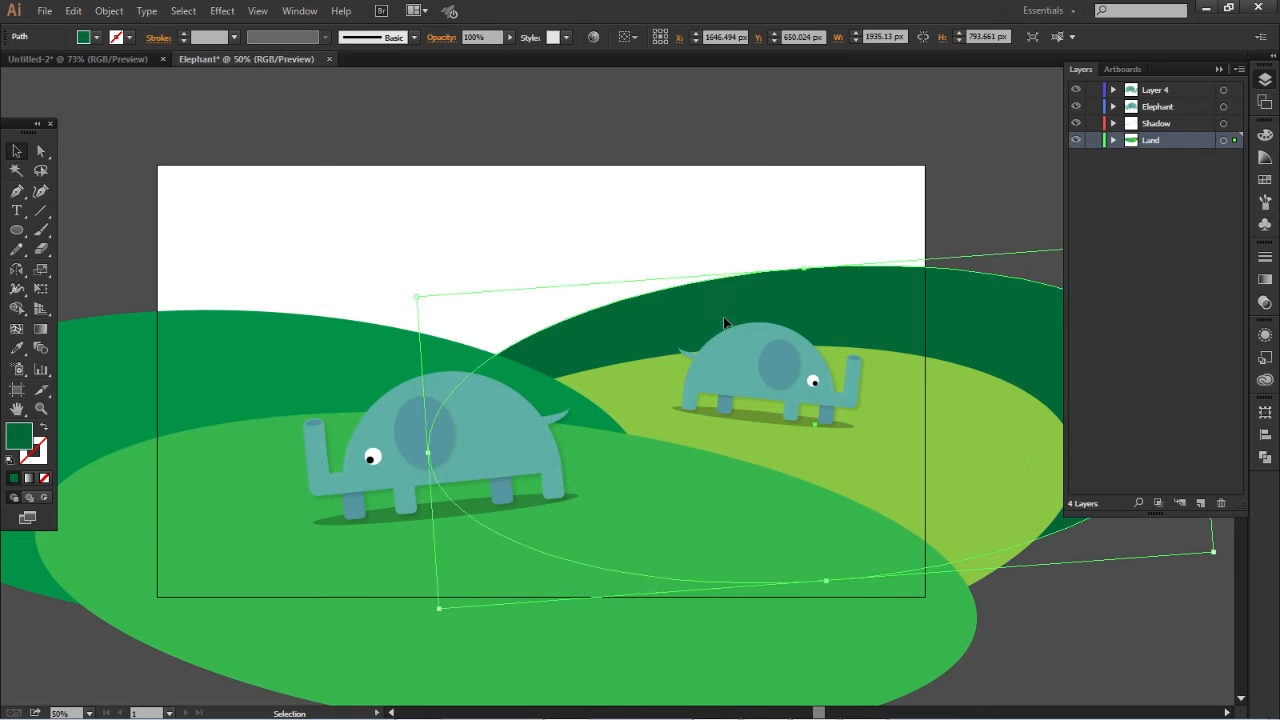 Ai File Edit Object Type Select Effect View Window Help Br Essentials
Path Stroke: Basic Opacity: 100% Style: X: 1646.494 px Y: 650.024 px W: 1935.13 px H: 793.661 px
Untitled-2* @ 73% (RGB/Preview) × Elephant* @ 50% (RGB/Preview) ×
Layers Artboards
Layer 4
Elephant
Shadow
Land
4 Layers
50% 1 Selection